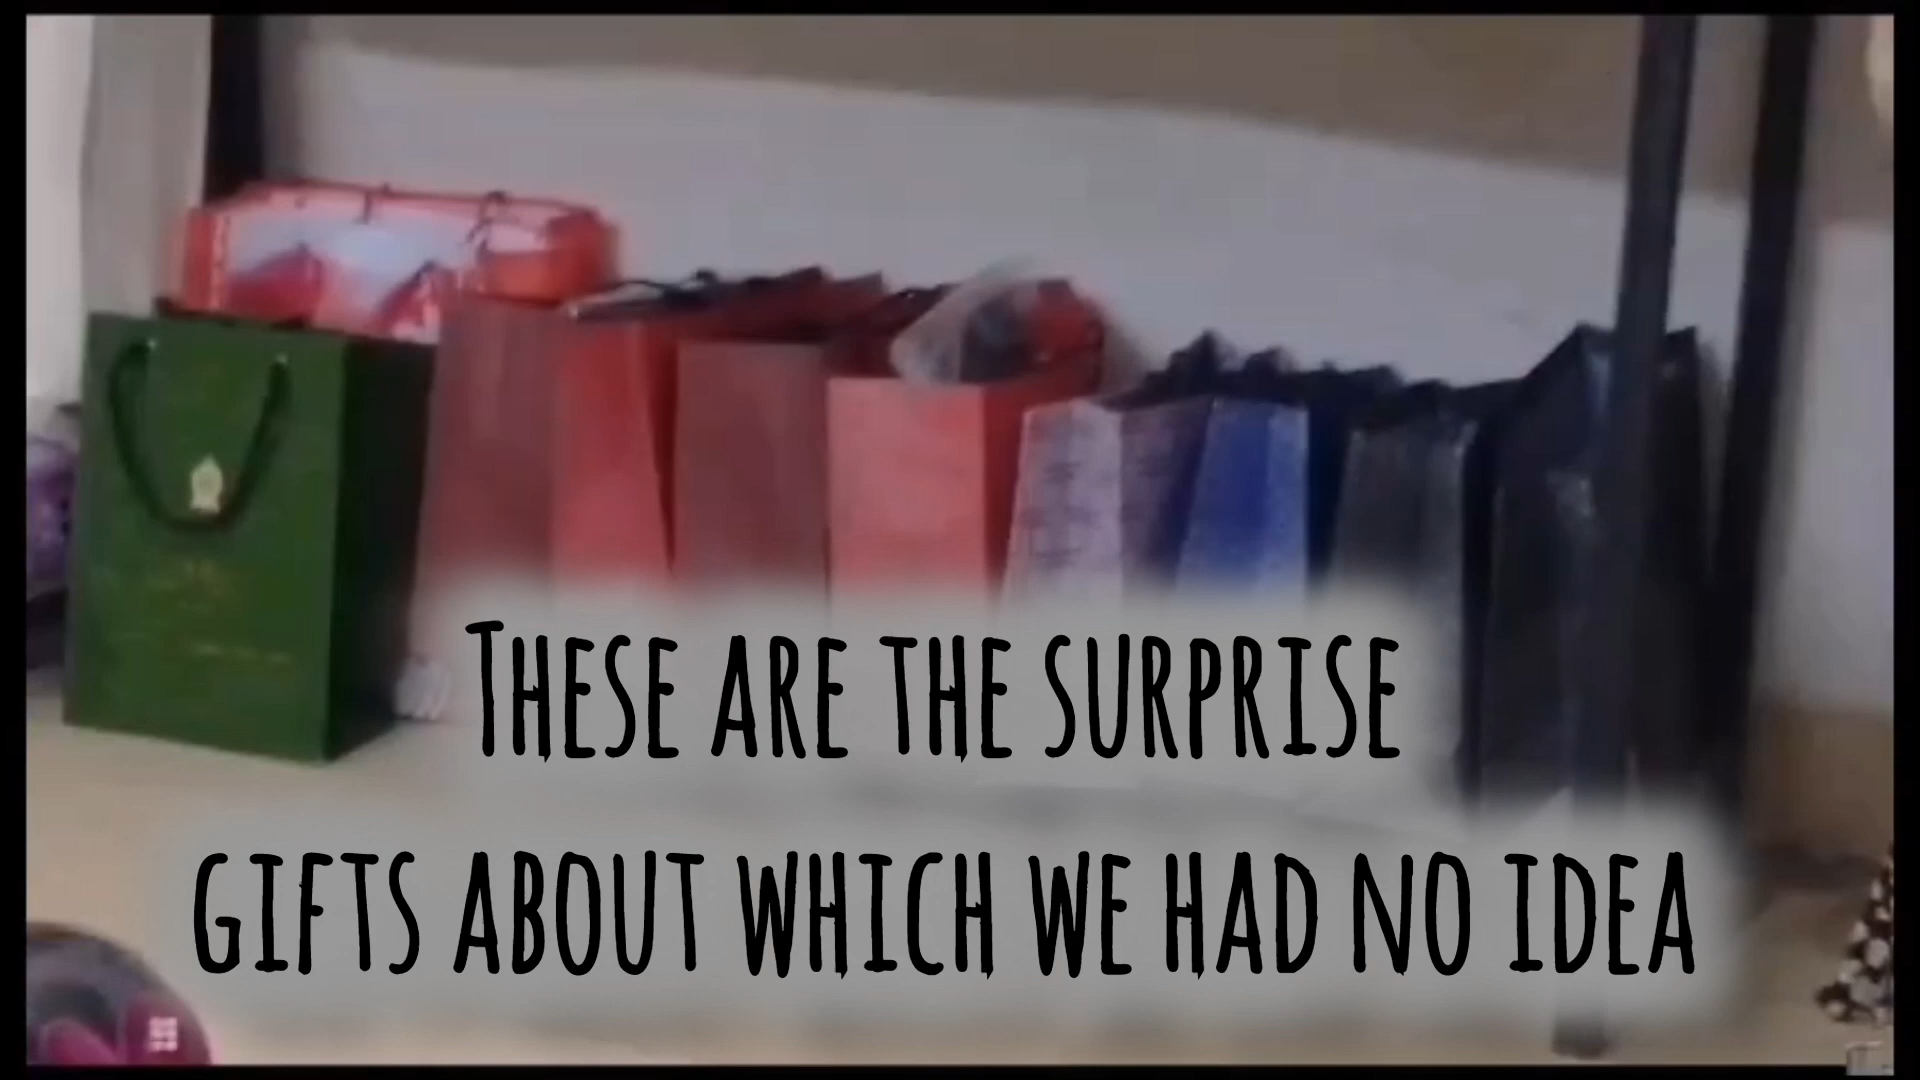 These are the surprise
gifts about which we had no idea